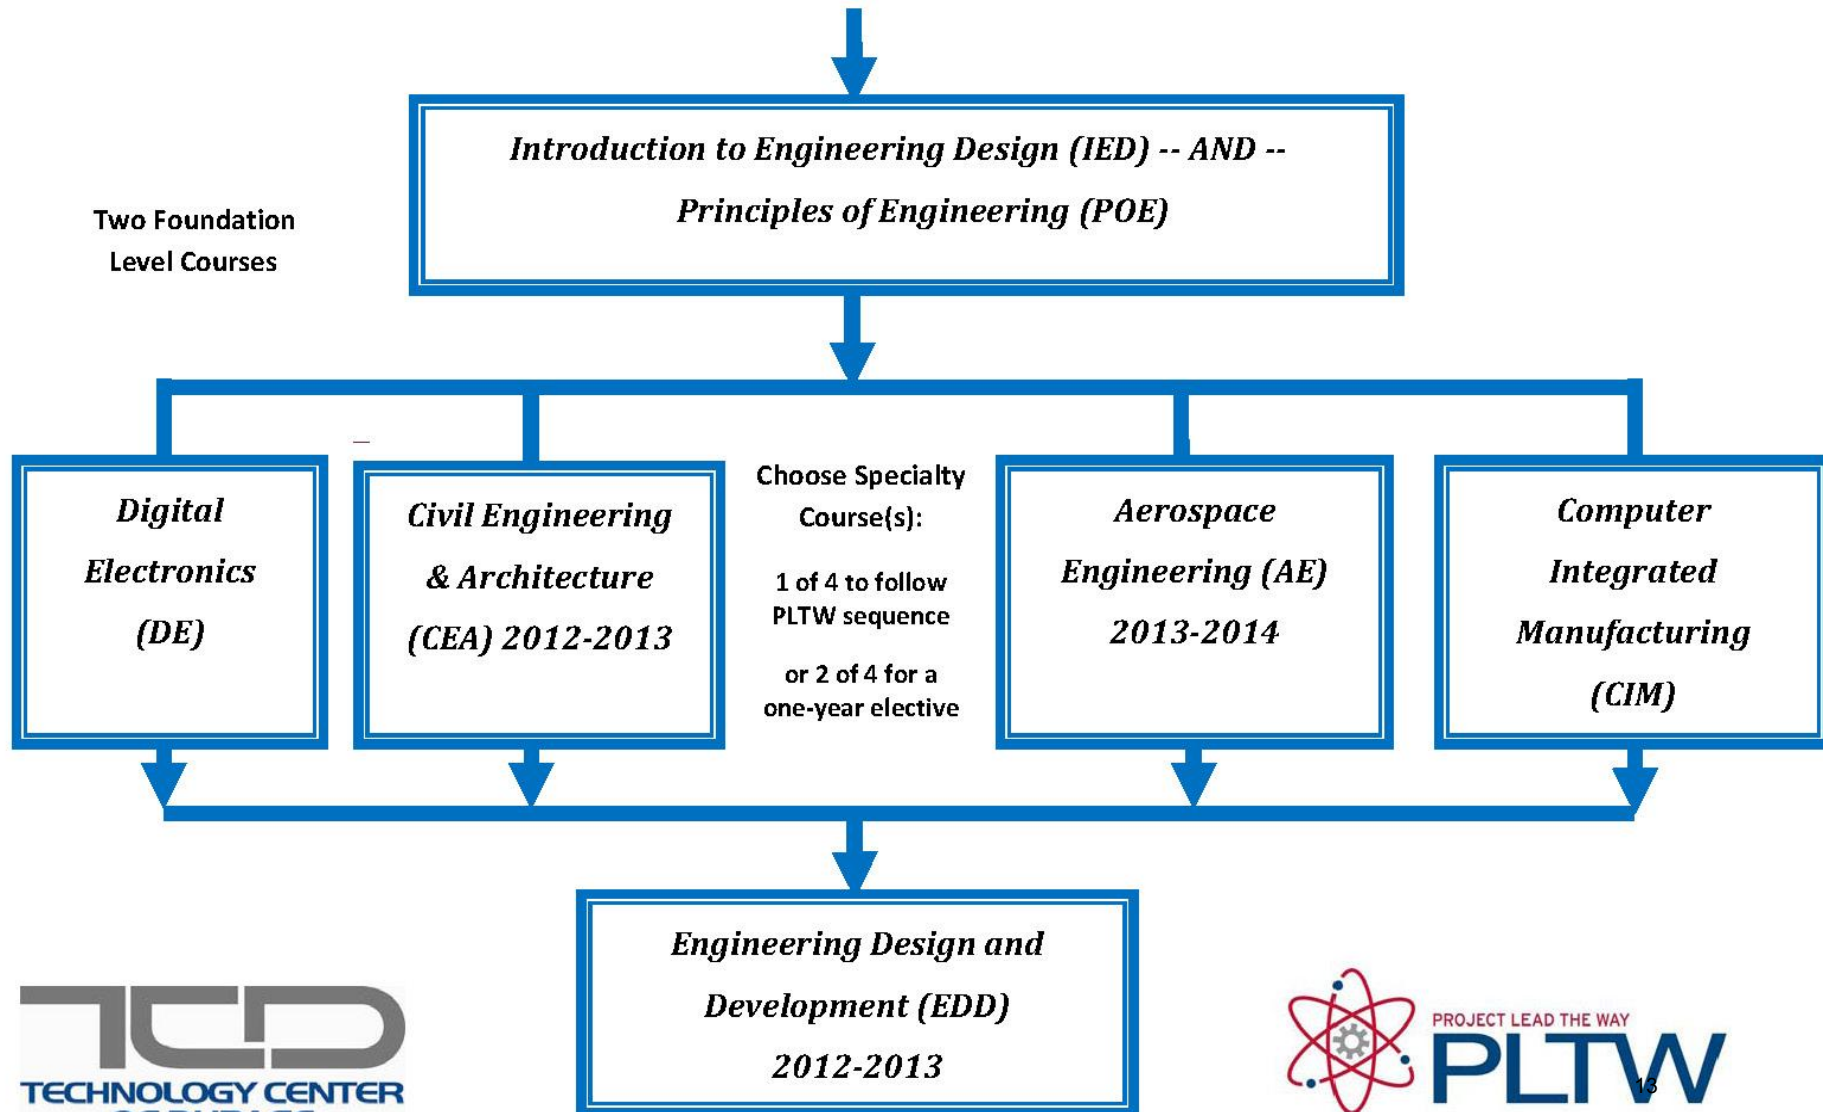 Introduction to Engineering Design (IED) -- AND --
Principles of Engineering (POE)
Two Foundation
Level Courses
Digital
Electronics
(DE)
Civil Engineering
& Architecture
(CEA) 2012-2013
Choose Specialty
Course(s):
1 of 4 to follow
PLTW sequence
or 2 of 4 for a
one-year elective
Aerospace
Engineering (AE)
2013-2014
Computer
Integrated
Manufacturing
(CIM)
Engineering Design and
Development (EDD)
2012-2013
TCD
TECHNOLOGY CENTER
PROJECT LEAD THE WAY
PLTW
13